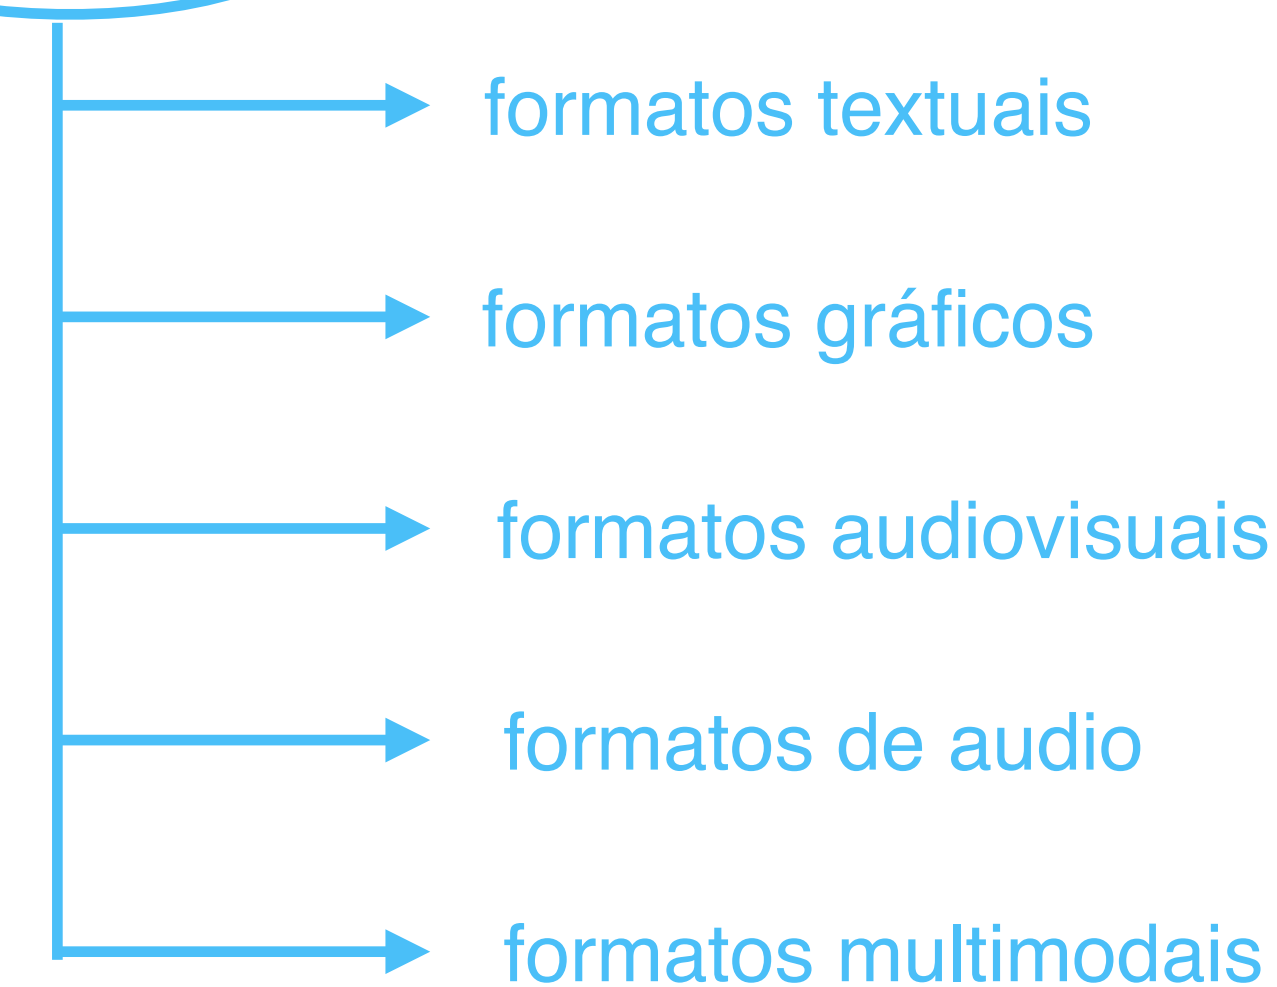 formatos textuais
formatos gráficos
formatos audiovisuais
formatos de audio
formatos multimodais